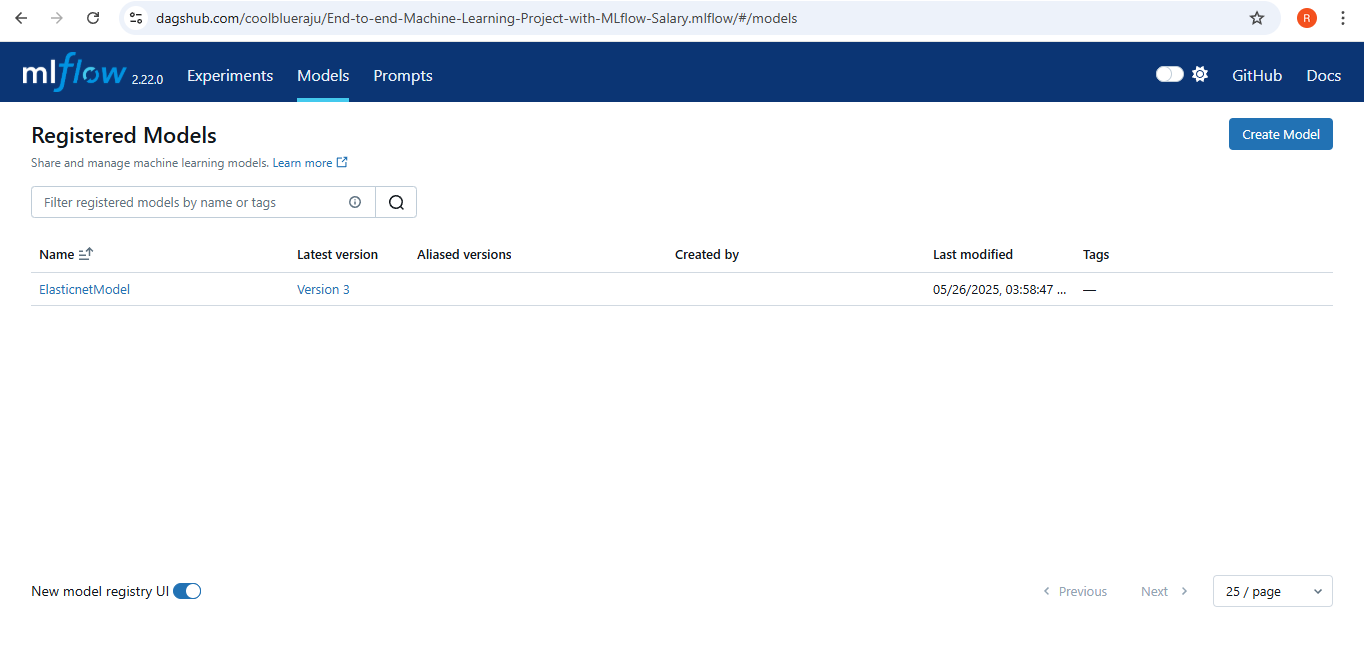 dagshub.com/coolblueraju/End-to-end-Machine-Learning-Project-with-MLflow-Salary.mlflow/#/models
R
mlflow 2.22.0 Experiments Models Prompts GitHub Docs
Registered Models
Create Model
Share and manage machine learning models. Learn more
Filter registered models by name or tags
Name Latest version Aliased versions Created by Last modified Tags
ElasticnetModel Version 3 05/26/2025, 03:58:47 ... —
New model registry UI Previous Next 25 / page